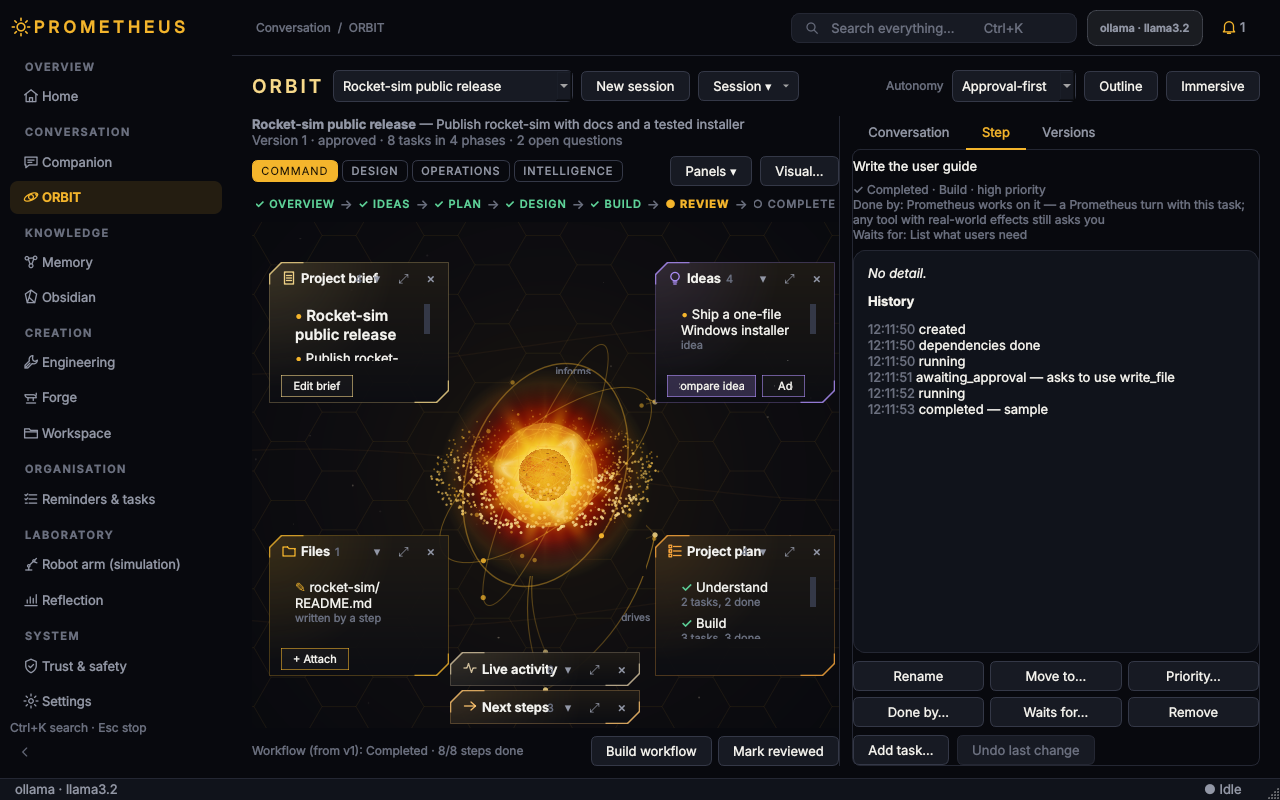 PROMETHEUS
Conversation / ORBIT
Search everything... Ctrl+K
ollama · llama3.2
1
OVERVIEW
Home
CONVERSATION
Companion
ORBIT
KNOWLEDGE
Memory
Obsidian
CREATION
Engineering
Forge
Workspace
ORGANISATION
Reminders & tasks
LABORATORY
Robot arm (simulation)
Reflection
SYSTEM
Trust & safety
Settings
Ctrl+K search · Esc stop
ORBIT
Rocket-sim public release
New session
Session ▾
Autonomy
Approval-first
Outline
Immersive
Rocket-sim public release — Publish rocket-sim with docs and a tested installer
Version 1 · approved · 8 tasks in 4 phases · 2 open questions
COMMAND
DESIGN
OPERATIONS
INTELLIGENCE
Panels ▾
Visual...
✓ OVERVIEW → ✓ IDEAS → ✓ PLAN → ✓ DESIGN → ✓ BUILD → ● REVIEW → ○ COMPLETE
Project brief
• Rocket-sim
public release
• Publish rocket-
Edit brief
Ideas 4
• Ship a one-file
Windows installer
idea
ompare idea
Ad
informs
Files 1
✎ rocket-sim/
README.md
written by a step
+ Attach
drives
Project plan
✓ Understand
2 tasks, 2 done
✓ Build
3 tasks, 3 done
Live activity
Next steps 3
Workflow (from v1): Completed · 8/8 steps done
Build workflow
Mark reviewed
Conversation
Step
Versions
Write the user guide
✓ Completed · Build · high priority
Done by: Prometheus works on it — a Prometheus turn with this task;
any tool with real-world effects still asks you
Waits for: List what users need
No detail.
History
12:11:50 created
12:11:50 dependencies done
12:11:50 running
12:11:51 awaiting_approval — asks to use write_file
12:11:52 running
12:11:53 completed — sample
Rename
Move to...
Priority...
Done by...
Waits for...
Remove
Add task...
Undo last change
ollama · llama3.2
Idle